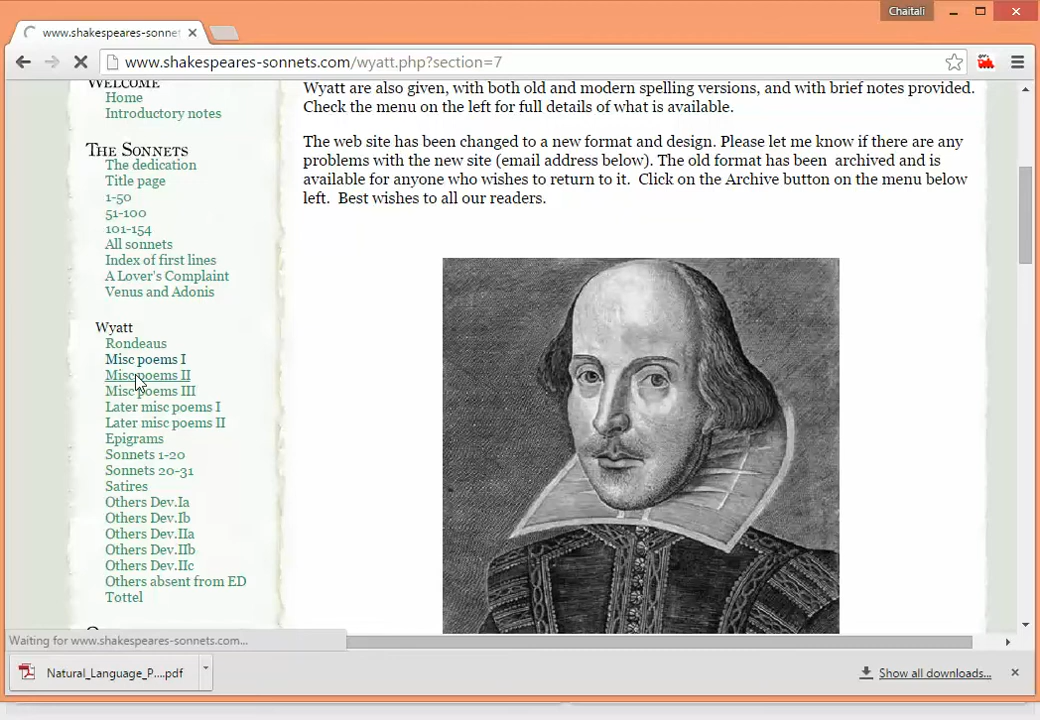 Chaitali
www.shakespeares-sonne
www.shakespeares-sonnets.com/wyatt.php?section=7
WELCOME
Home
Introductory notes
THE SONNETS
The dedication
Title page
1-50
51-100
101-154
All sonnets
Index of first lines
A Lover's Complaint
Venus and Adonis
Wyatt
Rondeaus
Misc poems I
Misc poems II
Misc poems III
Later misc poems I
Later misc poems II
Epigrams
Sonnets 1-20
Sonnets 20-31
Satires
Others Dev.Ia
Others Dev.Ib
Others Dev.IIa
Others Dev.IIb
Others Dev.IIc
Others absent from ED
Tottel
Wyatt are also given, with both old and modern spelling versions, and with brief notes provided.
Check the menu on the left for full details of what is available.
The web site has been changed to a new format and design. Please let me know if there are any
problems with the new site (email address below). The old format has been archived and is
available for anyone who wishes to return to it. Click on the Archive button on the menu below
left. Best wishes to all our readers.
Waiting for www.shakespeares-sonnets.com...
Natural_Language_P....pdf
Show all downloads...